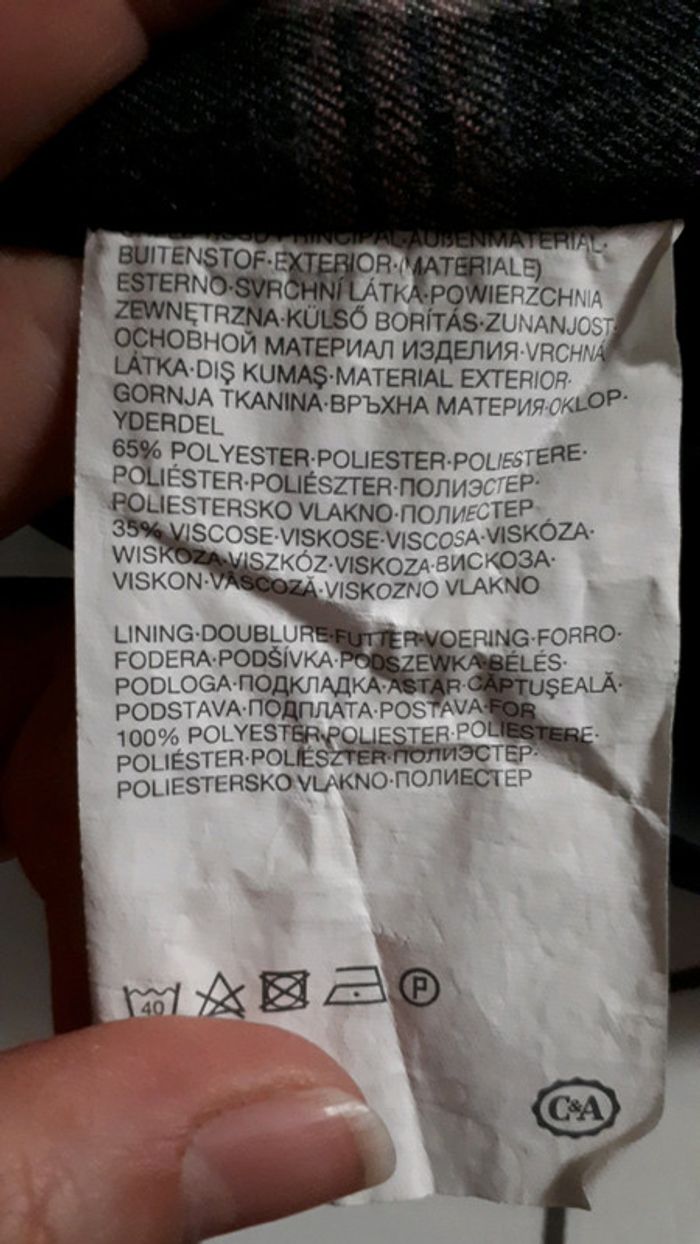 PRINCIPAL·AUßENMATERIAL·
BUITENSTOF·EXTERIOR·(MATERIALE)
ESTERNO·SVRCHNÍ LÁTKA·POWIERZCHNIA
ZEWNĘTRZNA·KÜLSŐ BORÍTÁS·ZUNANJOST·
ОСНОВНОЙ МАТЕРИАЛ ИЗДЕЛИЯ·VRCHNÁ
LÁTKA·DIŞ KUMAŞ·MATERIAL EXTERIOR·
GORNJA TKANINA·ВРЪХНА МАТЕРИЯ·OKLOP·
YDERDEL
65% POLYESTER·POLIESTER·POLIESTERE·
POLIÉSTER·POLIÉSZTER·ПОЛИЭСТЕР·
POLIESTERSKO VLAKNO·ПОЛИЕСТЕР
35% VISCOSE·VISKOSE·VISCOSA·VISKÓZA·
WISKOZA·VISZKÓZ·VISKOZA·ВИСКОЗА·
VISKON·VÂSCOZĂ·VISKOZNO VLAKNO
LINING·DOUBLURE·FUTTER·VOERING·FORRO·
FODERA·PODŠÍVKA·PODSZEWKA·BÉLÉS·
PODLOGA·ПОДКЛАДКА·ASTAR·CĂPTUŞEALĂ·
PODSTAVA·ПОДПЛАТА·POSTAVA·FOR
100% POLYESTER·POLIESTER·POLIESTERE·
POLIÉSTER·POLIÉSZTER·ПОЛИЭСТЕР·
POLIESTERSKO VLAKNO·ПОЛИЕСТЕР
40 P
C&A